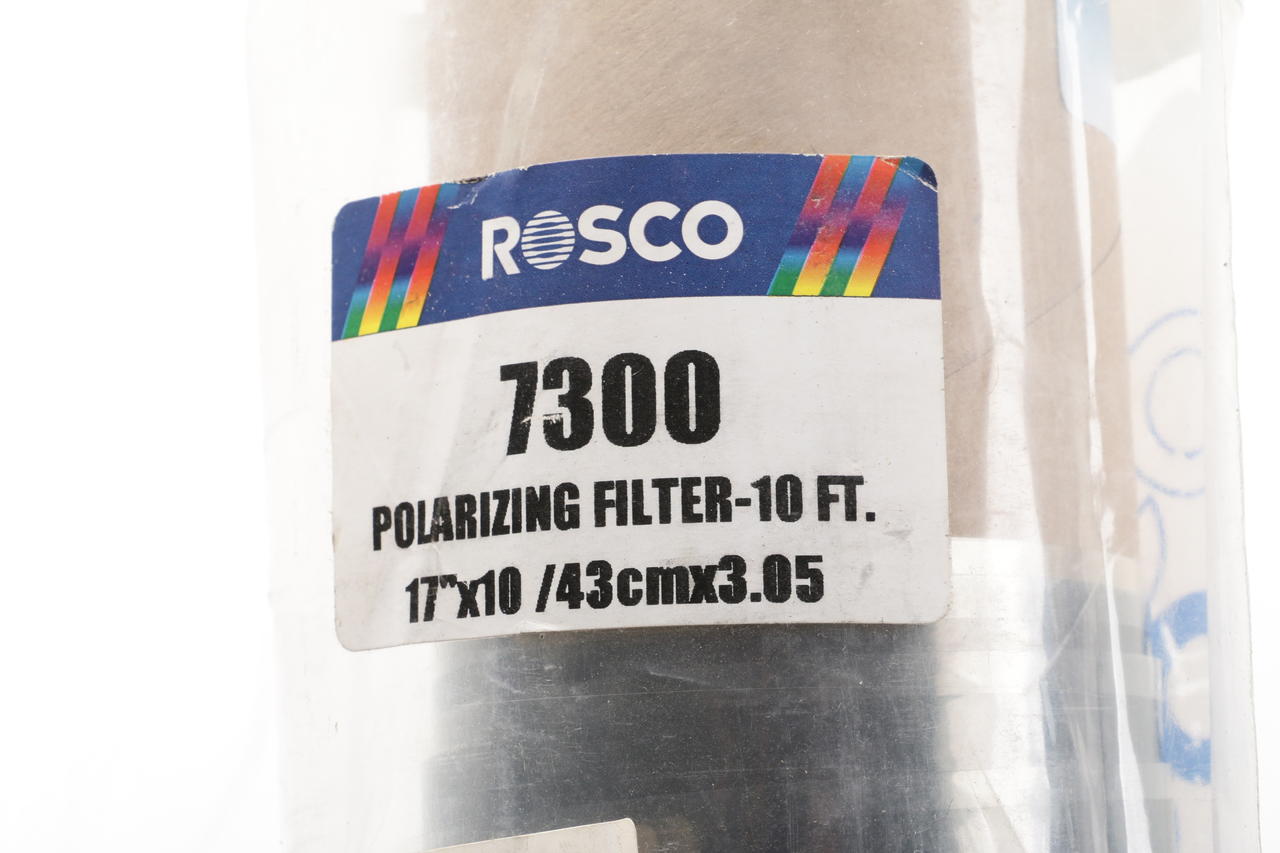 ROSCO
7300
POLARIZING FILTER-10 FT.
17"x10 /43cmx3.05